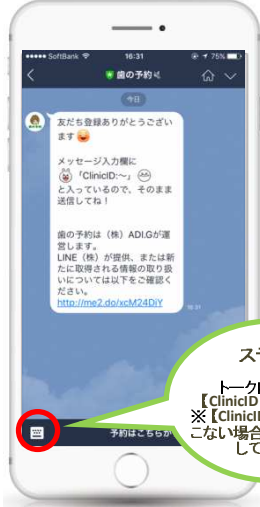 SoftBank 16:31 75%
歯の予約
今日
友だち登録ありがとうござい
ます
メッセージ入力欄に
「ClinicID:～」
と入っているので、そのまま
送信してね！
歯の予約は（株）ADI.Gが運
営します。
LINE（株）が提供、または新
たに取得される情報の取り扱
いについては以下をご確認く
ださい。
http://me2.do/xcM24DiY
16:31
予約はこちらか
ステ
トーク
【ClinicID
※【ClinicI
こない場合
して